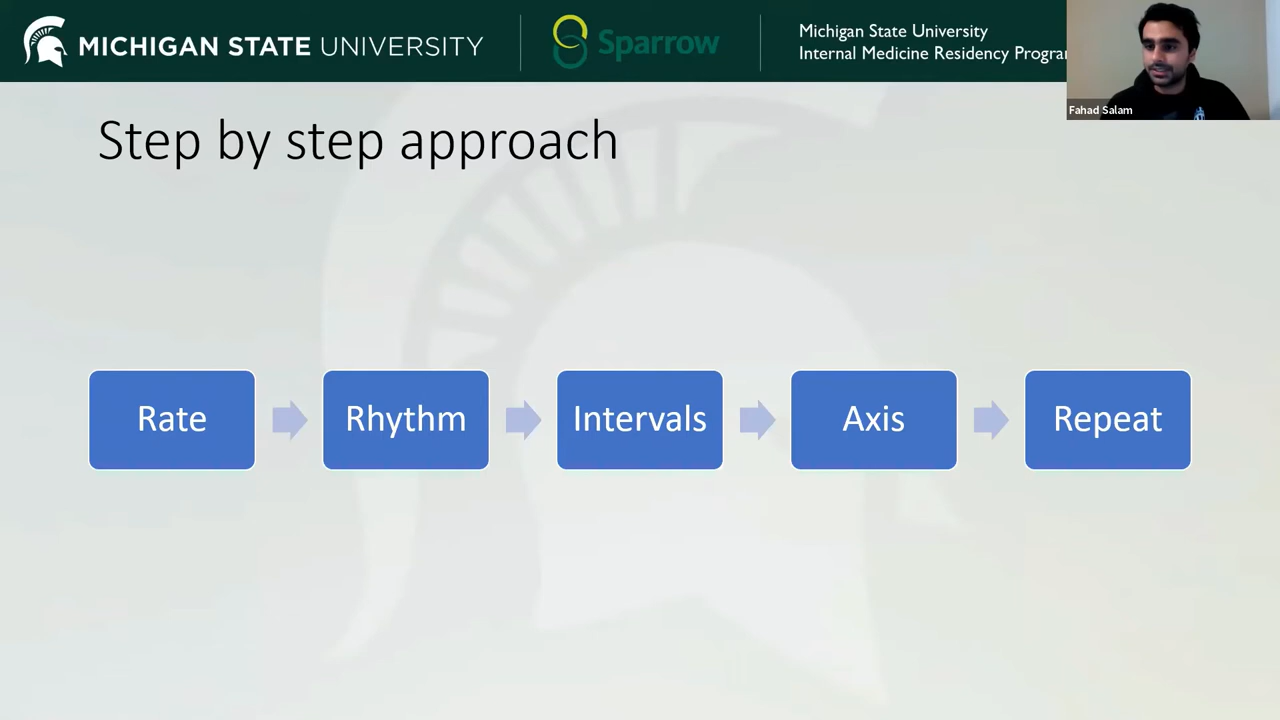 MICHIGAN STATE UNIVERSITY
Sparrow
Michigan State University
Internal Medicine Residency Progra
Fahad Salam
Step by step approach
Rate
Rhythm
Intervals
Axis
Repeat